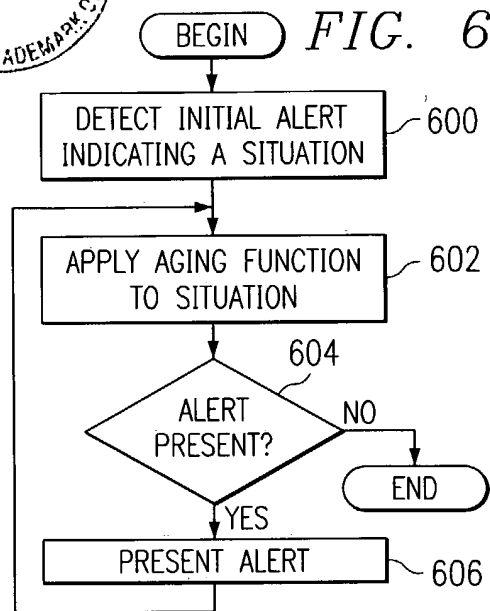 ADEMARK
BEGIN
FIG. 6
DETECT INITIAL ALERT
INDICATING A SITUATION
600
APPLY AGING FUNCTION
TO SITUATION
602
604
ALERT
PRESENT?
NO
END
YES
PRESENT ALERT
606